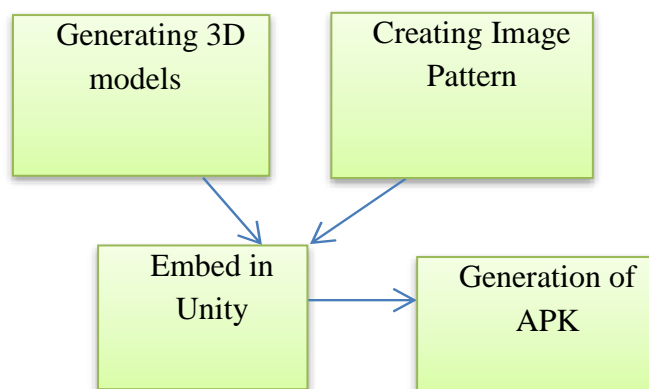 Generating 3D
models
Creating Image
Pattern
Embed in
Unity
Generation of
APK